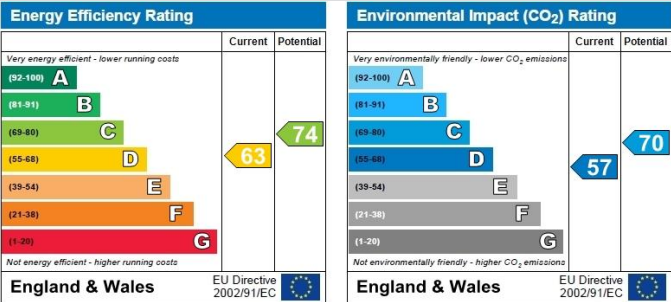 Energy Efficiency Rating
Current Potential
Very energy efficient - lower running costs
(92-100) A
(81-91) B
(69-80) C
74
(55-68) D
63
(39-54) E
(21-38) F
(1-20) G
Not energy efficient - higher running costs
England & Wales
EU Directive
2002/91/EC
Environmental Impact (CO₂) Rating
Current Potential
Very environmentally friendly - lower CO₂ emissions
(92-100) A
(81-91) B
(69-80) C
70
(55-68) D
57
(39-54) E
(21-38) F
(1-20) G
Not environmentally friendly - higher CO₂ emissions
England & Wales
EU Directive
2002/91/EC